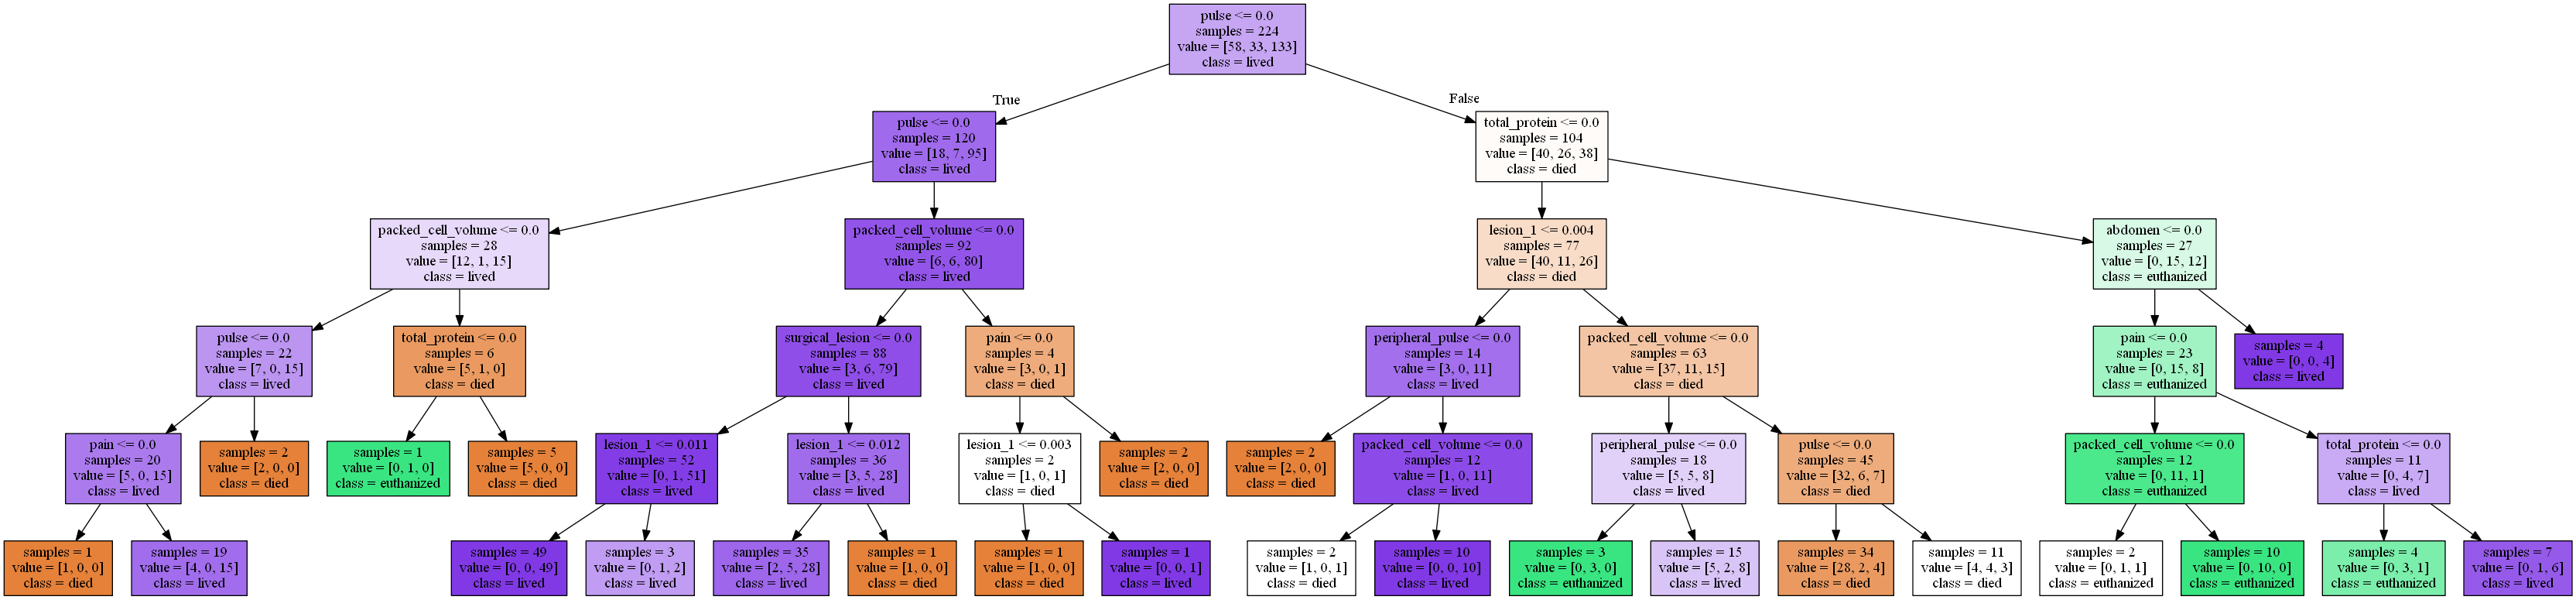 pulse <= 0.0
samples = 224
value = [58, 33, 133]
class = lived
True
False
pulse <= 0.0
samples = 120
value = [18, 7, 95]
class = lived
total_protein <= 0.0
samples = 104
value = [40, 26, 38]
class = died
packed_cell_volume <= 0.0
samples = 28
value = [12, 1, 15]
class = lived
packed_cell_volume <= 0.0
samples = 92
value = [6, 6, 80]
class = lived
lesion_1 <= 0.004
samples = 77
value = [40, 11, 26]
class = died
abdomen <= 0.0
samples = 27
value = [0, 15, 12]
class = euthanized
pulse <= 0.0
samples = 22
value = [7, 0, 15]
class = lived
total_protein <= 0.0
samples = 6
value = [5, 1, 0]
class = died
surgical_lesion <= 0.0
samples = 88
value = [3, 6, 79]
class = lived
pain <= 0.0
samples = 4
value = [3, 0, 1]
class = died
peripheral_pulse <= 0.0
samples = 14
value = [3, 0, 11]
class = lived
packed_cell_volume <= 0.0
samples = 63
value = [37, 11, 15]
class = died
pain <= 0.0
samples = 23
value = [0, 15, 8]
class = euthanized
samples = 4
value = [0, 0, 4]
class = lived
pain <= 0.0
samples = 20
value = [5, 0, 15]
class = lived
samples = 2
value = [2, 0, 0]
class = died
samples = 1
value = [0, 1, 0]
class = euthanized
samples = 5
value = [5, 0, 0]
class = died
lesion_1 <= 0.011
samples = 52
value = [0, 1, 51]
class = lived
lesion_1 <= 0.012
samples = 36
value = [3, 5, 28]
class = lived
lesion_1 <= 0.003
samples = 2
value = [1, 0, 1]
class = died
samples = 2
value = [2, 0, 0]
class = died
samples = 2
value = [2, 0, 0]
class = died
packed_cell_volume <= 0.0
samples = 12
value = [1, 0, 11]
class = lived
peripheral_pulse <= 0.0
samples = 18
value = [5, 5, 8]
class = lived
pulse <= 0.0
samples = 45
value = [32, 6, 7]
class = died
packed_cell_volume <= 0.0
samples = 12
value = [0, 11, 1]
class = euthanized
total_protein <= 0.0
samples = 11
value = [0, 4, 7]
class = lived
samples = 1
value = [1, 0, 0]
class = died
samples = 19
value = [4, 0, 15]
class = lived
samples = 49
value = [0, 0, 49]
class = lived
samples = 3
value = [0, 1, 2]
class = lived
samples = 35
value = [2, 5, 28]
class = lived
samples = 1
value = [1, 0, 0]
class = died
samples = 1
value = [1, 0, 0]
class = died
samples = 1
value = [0, 0, 1]
class = lived
samples = 2
value = [1, 0, 1]
class = died
samples = 10
value = [0, 0, 10]
class = lived
samples = 3
value = [0, 3, 0]
class = euthanized
samples = 15
value = [5, 2, 8]
class = lived
samples = 34
value = [28, 2, 4]
class = died
samples = 11
value = [4, 4, 3]
class = died
samples = 2
value = [0, 1, 1]
class = euthanized
samples = 10
value = [0, 10, 0]
class = euthanized
samples = 4
value = [0, 3, 1]
class = euthanized
samples = 7
value = [0, 1, 6]
class = lived